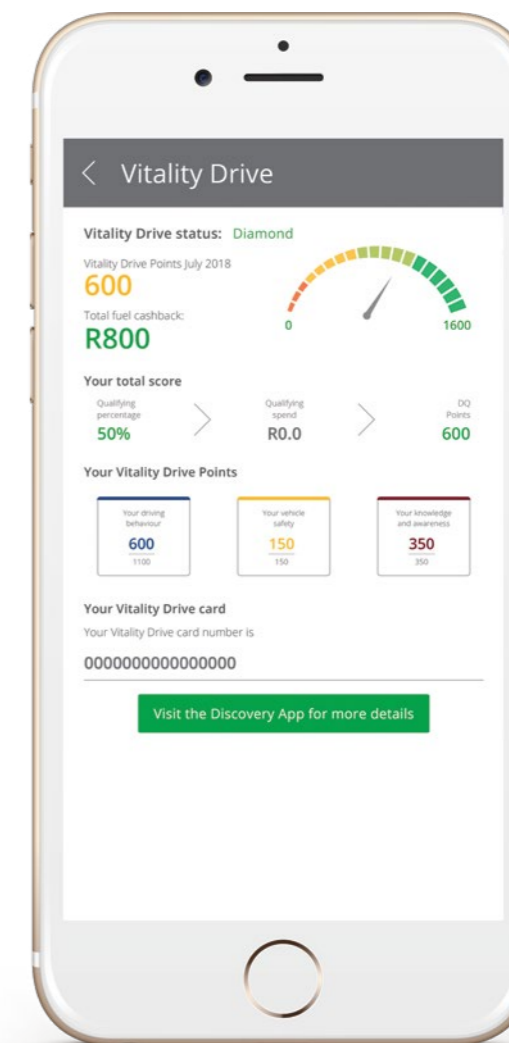 Vitality Drive
Vitality Drive status: Diamond
Vitality Drive Points July 2018
600
Total fuel cashback:
R800
0
1600
Your total score
Qualifying
percentage
50%
Qualifying
spend
R0.0
DQ
Points
600
Your Vitality Drive Points
Your driving
behaviour
600
1100
Your vehicle
safety
150
150
Your knowledge
and awareness
350
350
Your Vitality Drive card
Your Vitality Drive card number is
0000000000000000
Visit the Discovery App for more details